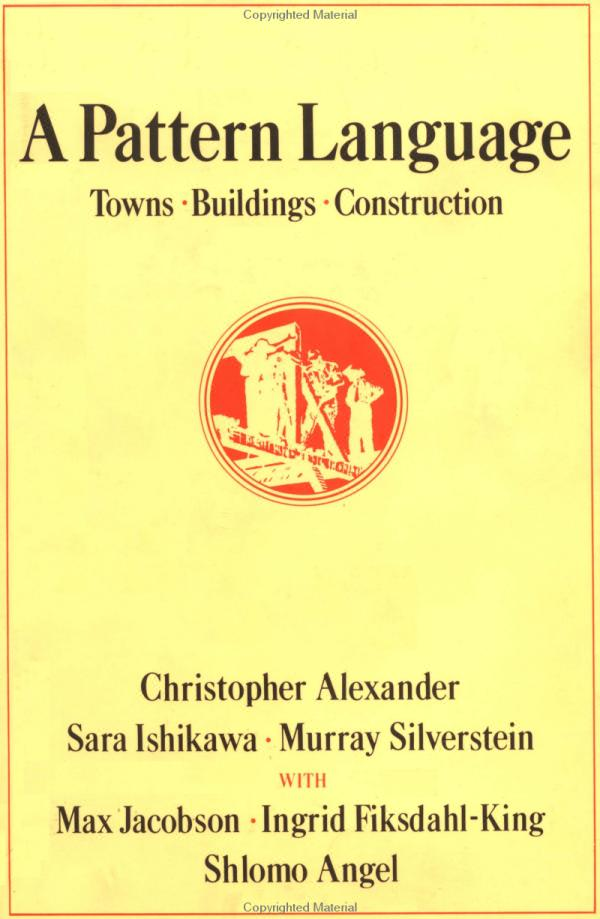 Copyrighted Material
A Pattern Language
Towns · Buildings · Construction
Christopher Alexander
Sara Ishikawa · Murray Silverstein
WITH
Max Jacobson · Ingrid Fiksdahl-King
Shlomo Angel
Copyrighted Material